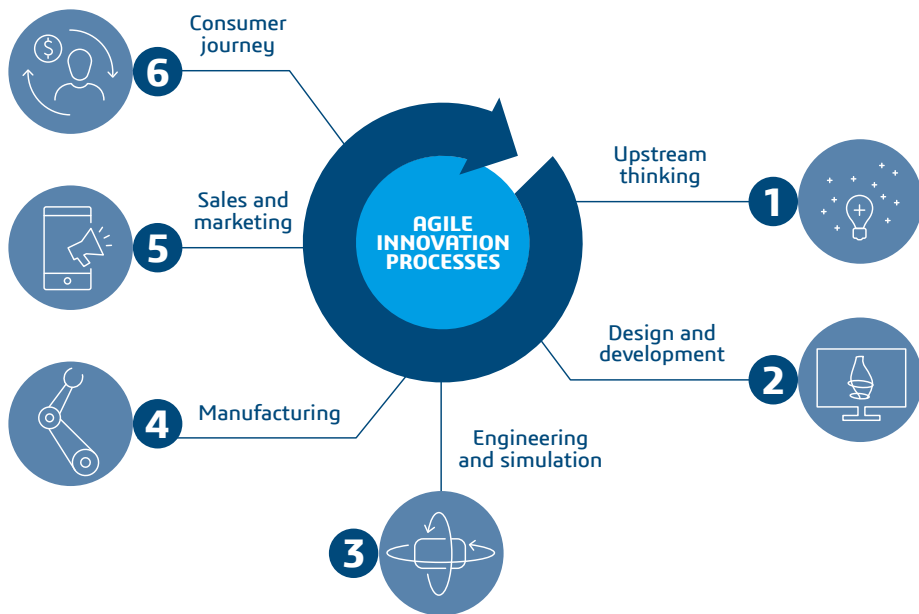 AGILE
INNOVATION
PROCESSES
1
Upstream
thinking
2
Design and
development
3
Engineering
and simulation
4
Manufacturing
5
Sales and
marketing
6
Consumer
journey
$